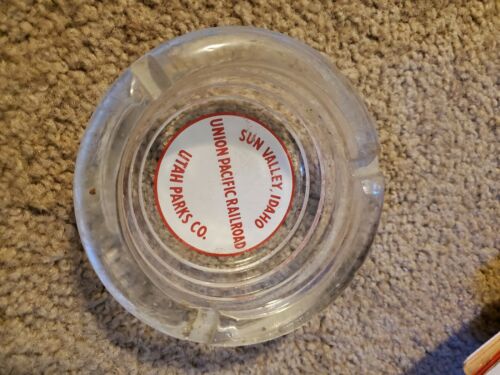 SUN VALLEY, IDAHO
UNION PACIFIC RAILROAD
UTAH PARKS CO.